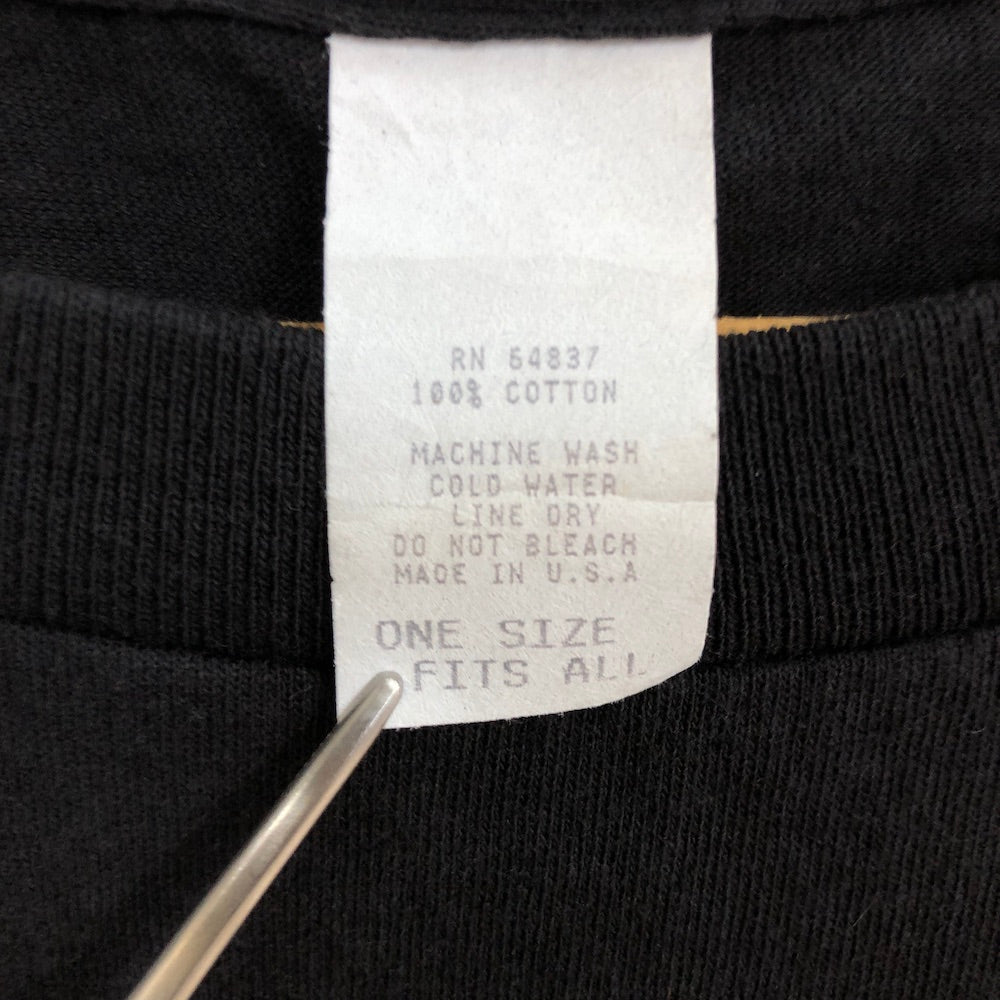 RN 64837
100% COTTON
MACHINE WASH
COLD WATER
LINE DRY
DO NOT BLEACH
MADE IN U.S.A
ONE SIZE
FITS ALL